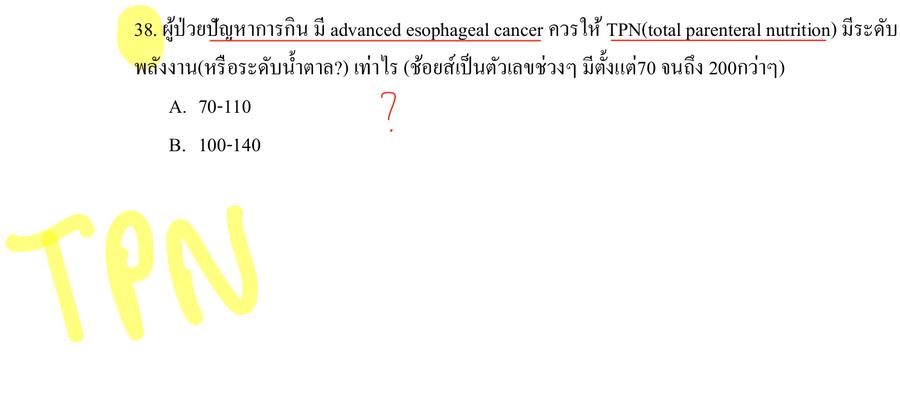 38. ผู้ป่วยปัญหาการกิน มี advanced esophageal cancer ควรให้ TPN(total parenteral nutrition) มีระดับ
พลังงาน(หรือระดับน้ำตาล?) เท่าไร (ช้อยส์เป็นตัวเลขช่วงๆ มีตั้งแต่70 จนถึง 200กว่าๆ)
A. 70-110
?
B. 100-140
TPN